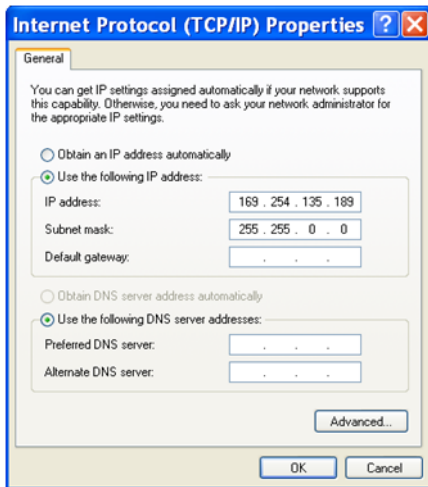 Internet Protocol (TCP/IP) Properties
General
You can get IP settings assigned automatically if your network supports
this capability. Otherwise, you need to ask your network administrator for
the appropriate IP settings.
Obtain an IP address automatically
Use the following IP address:
IP address: 169 . 254 . 135 . 189
Subnet mask: 255 . 255 . 0 . 0
Default gateway: . . .
Obtain DNS server address automatically
Use the following DNS server addresses:
Preferred DNS server: . . .
Alternate DNS server: . . .
Advanced...
OK Cancel